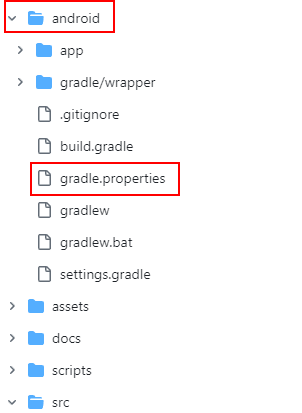 android
app
gradle/wrapper
.gitignore
build.gradle
gradle.properties
gradlew
gradlew.bat
settings.gradle
assets
docs
scripts
src